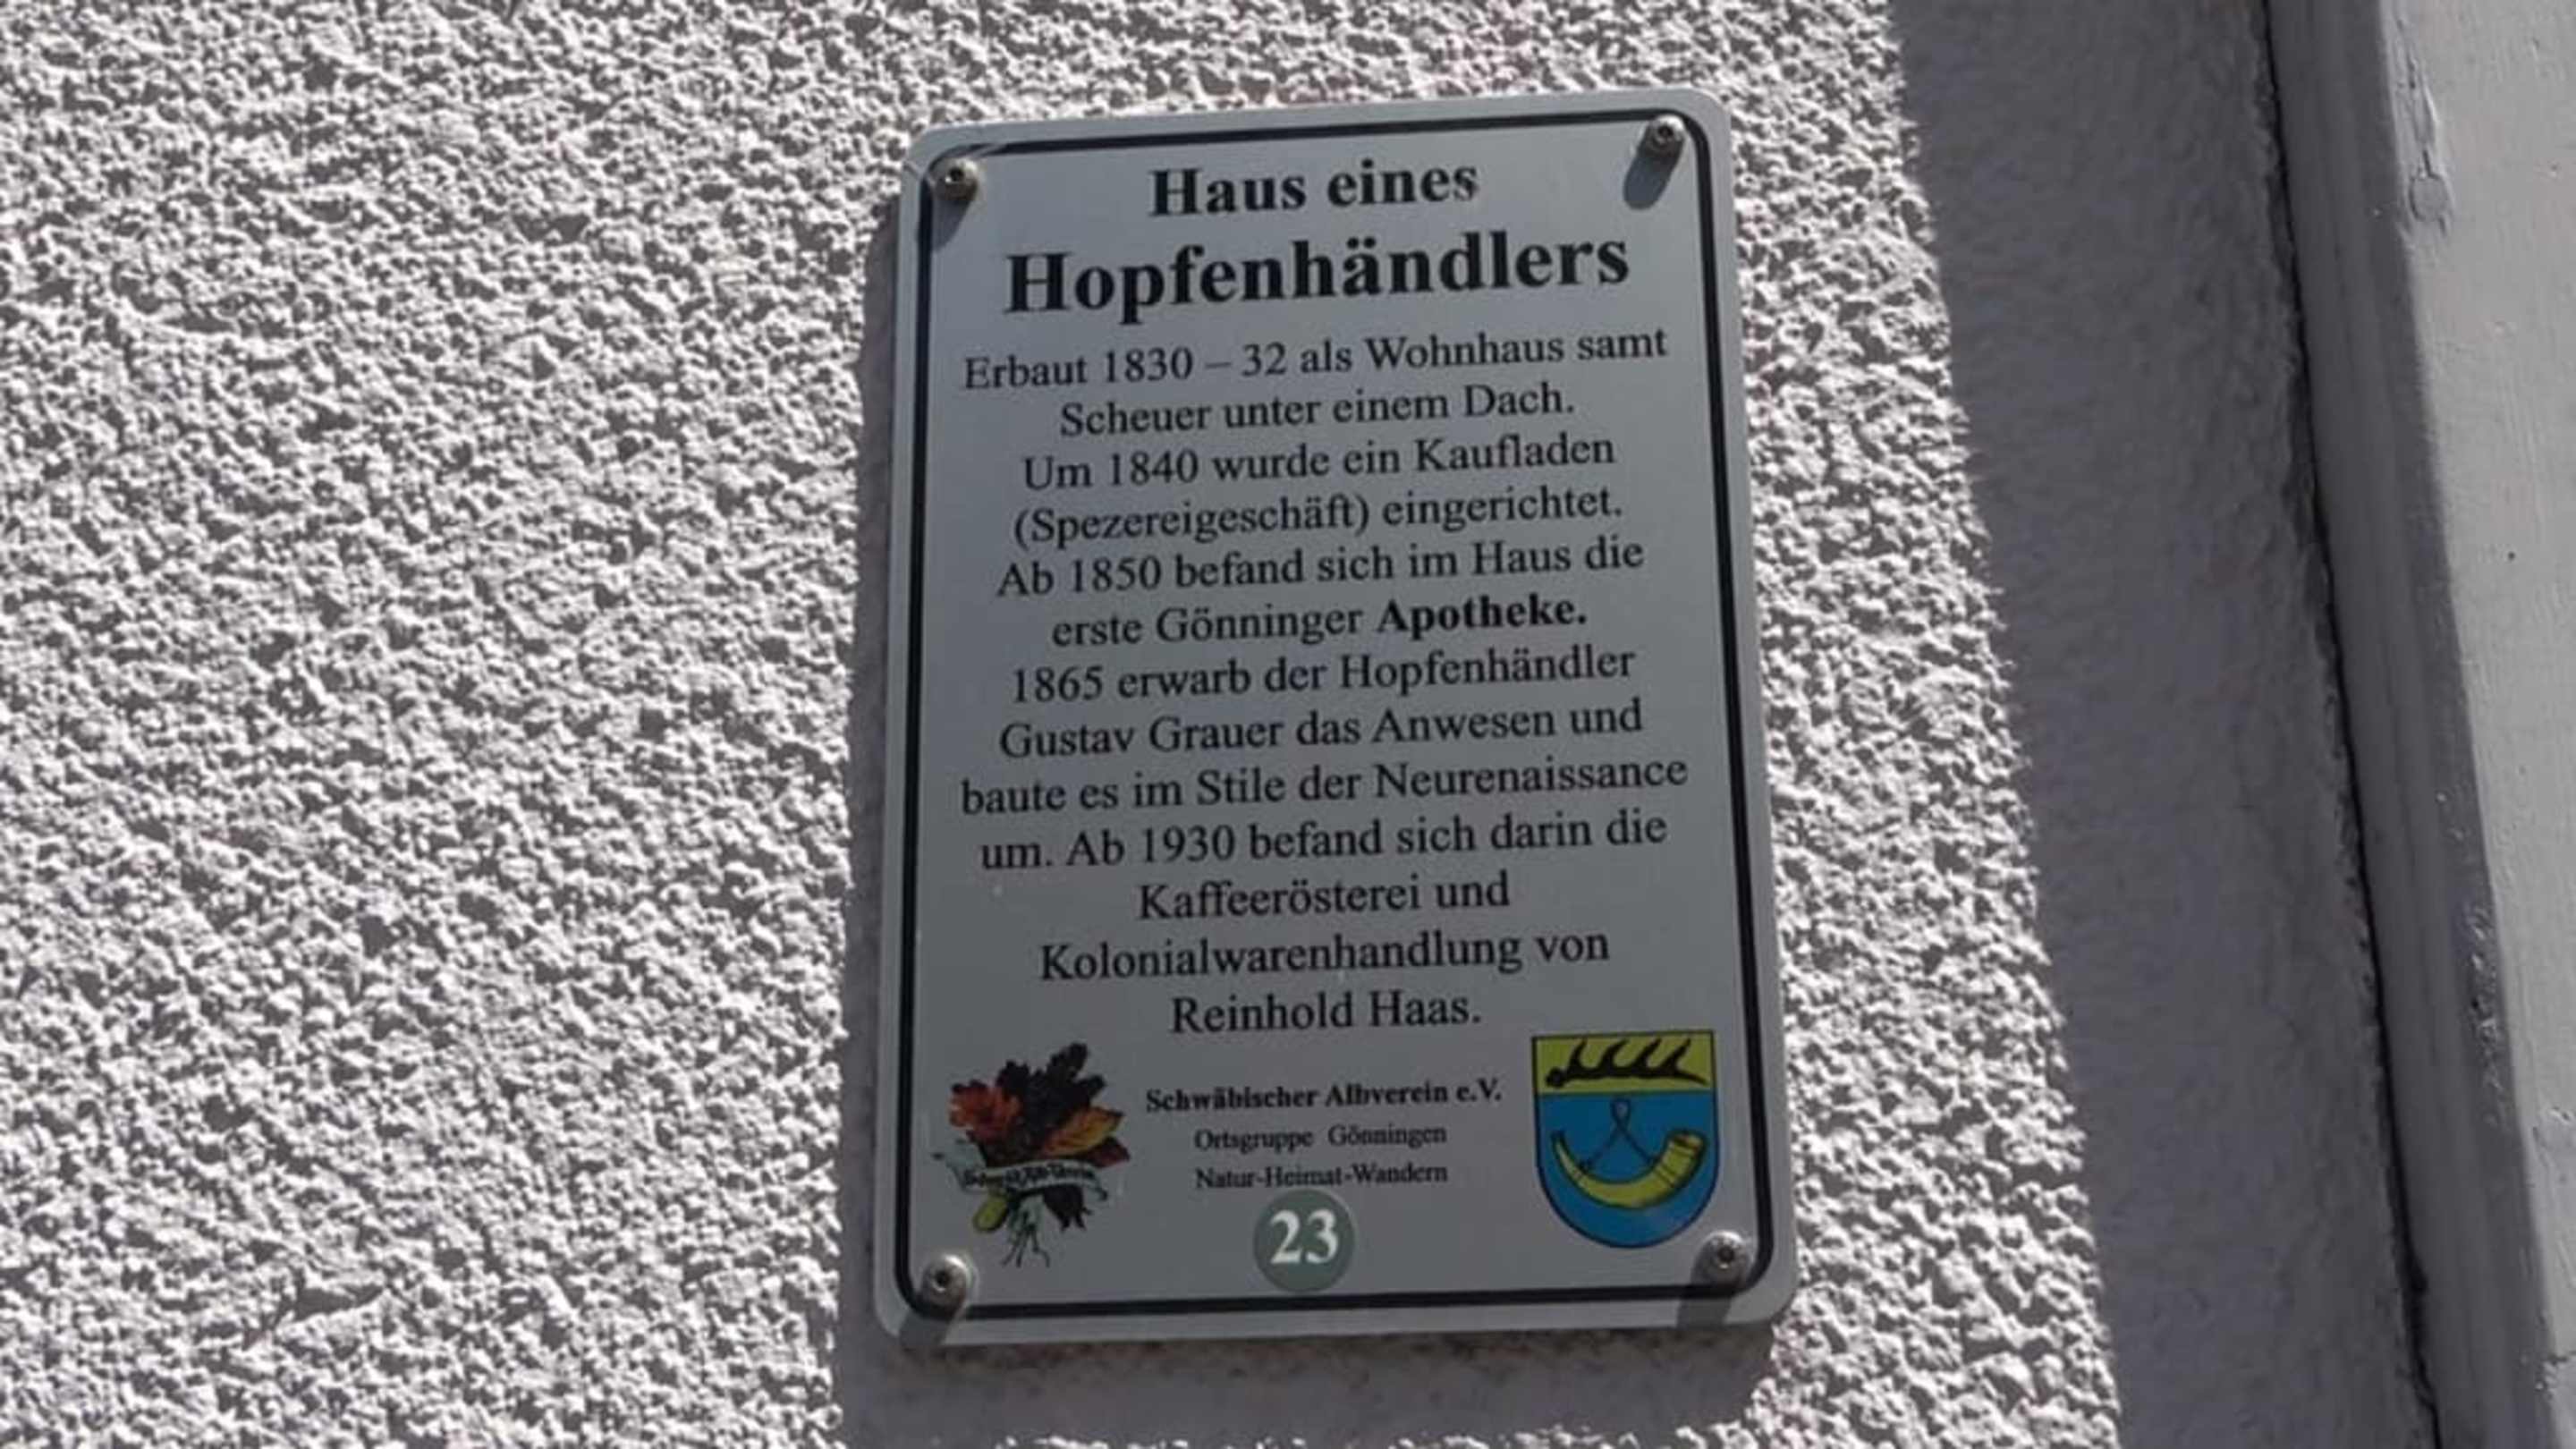 Haus eines
Hopfenhändlers
Erbaut 1830 – 32 als Wohnhaus samt
Scheuer unter einem Dach.
Um 1840 wurde ein Kaufladen
(Spezereigeschäft) eingerichtet.
Ab 1850 befand sich im Haus die
erste Gönninger Apotheke.
1865 erwarb der Hopfenhändler
Gustav Grauer das Anwesen und
baute es im Stile der Neurenaissance
um. Ab 1930 befand sich darin die
Kaffeerösterei und
Kolonialwarenhandlung von
Reinhold Haas.
Schwäbischer Albverein e.V.
Ortsgruppe Gönningen
Natur-Heimat-Wandern
23